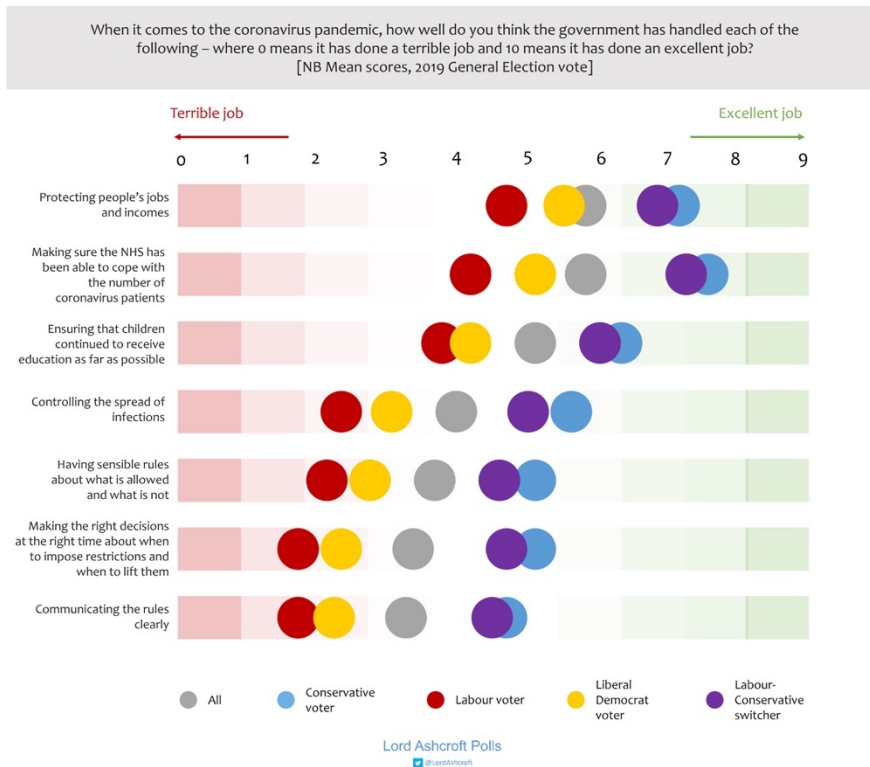 When it comes to the coronavirus pandemic, how well do you think the government has handled each of the
following – where 0 means it has done a terrible job and 10 means it has done an excellent job?
[NB Mean scores, 2019 General Election vote]
Terrible job
Excellent job
0 1 2 3 4 5 6 7 8 9
Protecting people's jobs
and incomes
Making sure the NHS has
been able to cope with
the number of
coronavirus patients
Ensuring that children
continued to receive
education as far as possible
Controlling the spread of
infections
Having sensible rules
about what is allowed
and what is not
Making the right decisions
at the right time about when
to impose restrictions and
when to lift them
Communicating the rules
clearly
All
Conservative
voter
Labour voter
Liberal
Democrat
voter
Labour-
Conservative
switcher
Lord Ashcroft Polls
@LordAshcroft